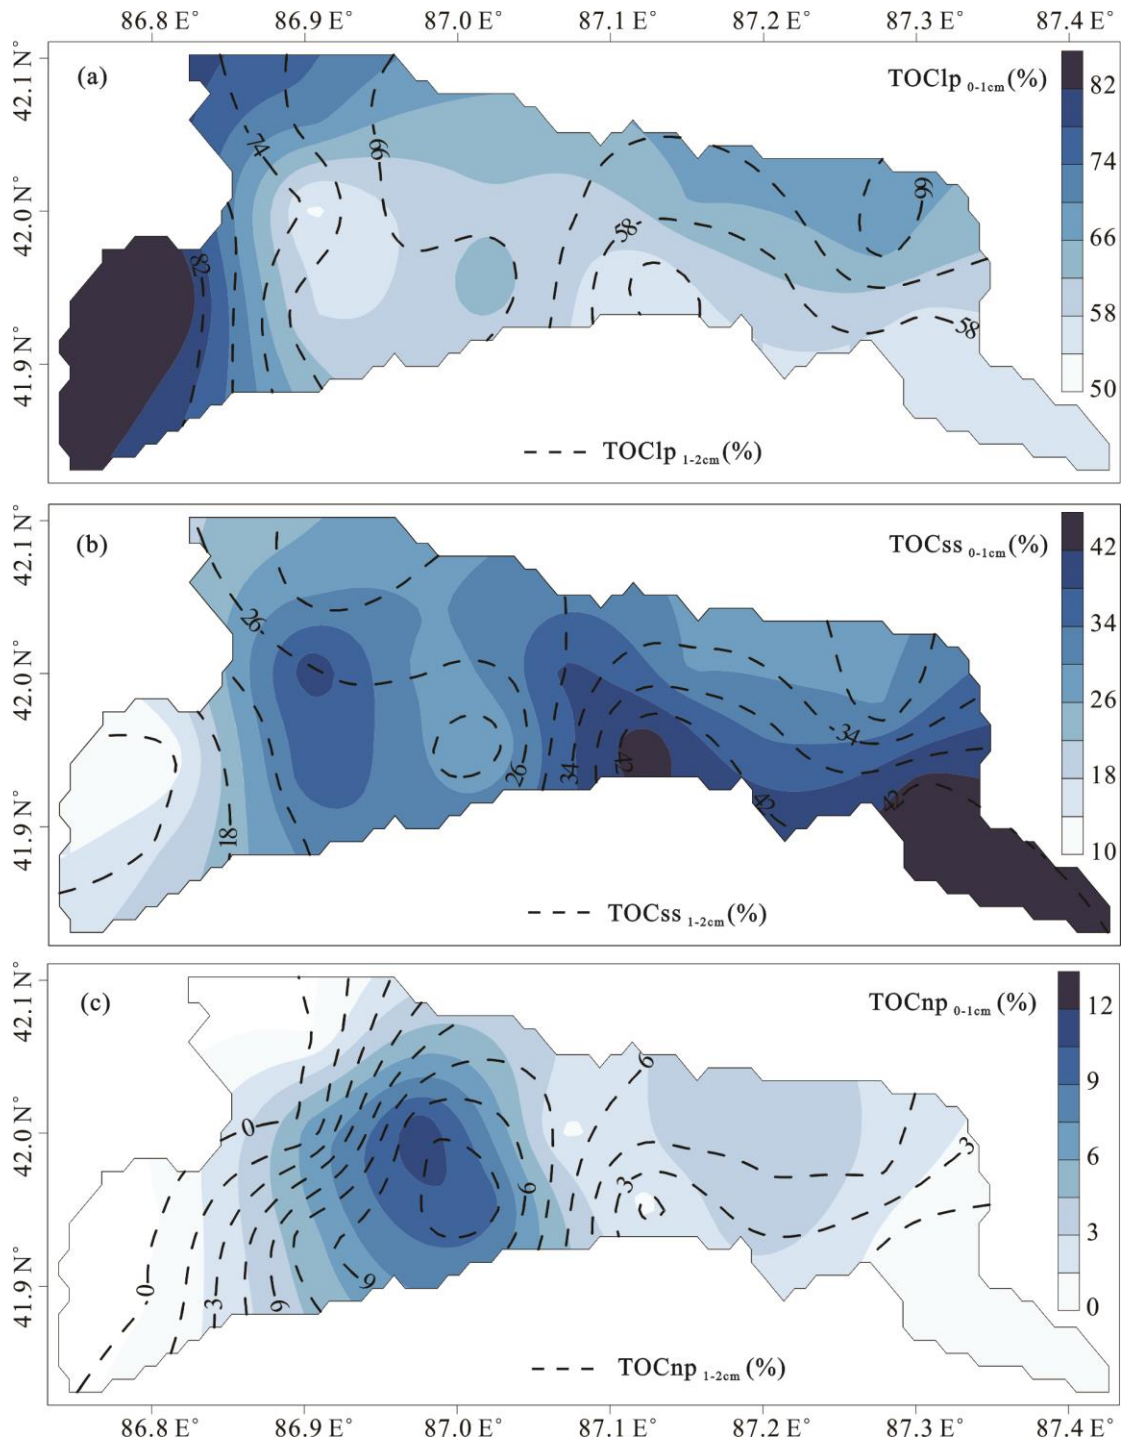 86.8 E° 86.9 E° 87.0 E° 87.1 E° 87.2 E° 87.3 E° 87.4 E°
(a)
TOClp 0-1cm (%)
42.1 N°
42.0 N°
41.9 N°
74
66
82
58
66
58
82
74
66
58
50
TOClp 1-2cm (%)
(b)
TOCss 0-1cm (%)
42.1 N°
42.0 N°
41.9 N°
26
18
26
34
42
42
34
42
42
34
26
18
10
TOCss 1-2cm (%)
(c)
TOCnp 0-1cm (%)
42.1 N°
42.0 N°
41.9 N°
0
0
3
6
9
6
6
3
3
12
9
6
3
0
TOCnp 1-2cm (%)
86.8 E° 86.9 E° 87.0 E° 87.1 E° 87.2 E° 87.3 E° 87.4 E°